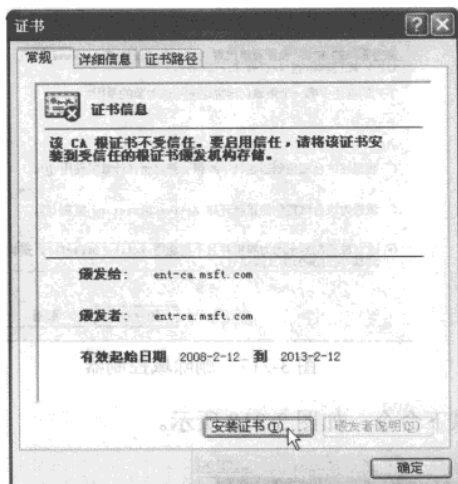 证书
常规 详细信息 证书路径
证书信息
该 CA 根证书不受信任。要启用信任，请将该证书安
装到受信任的根证书颁发机构存储。
颁发给： ent-ca.msft.com
颁发者： ent-ca.msft.com
有效起始日期 2008-2-12 到 2013-2-12
安装证书(I) 颁发者说明(S)
确定